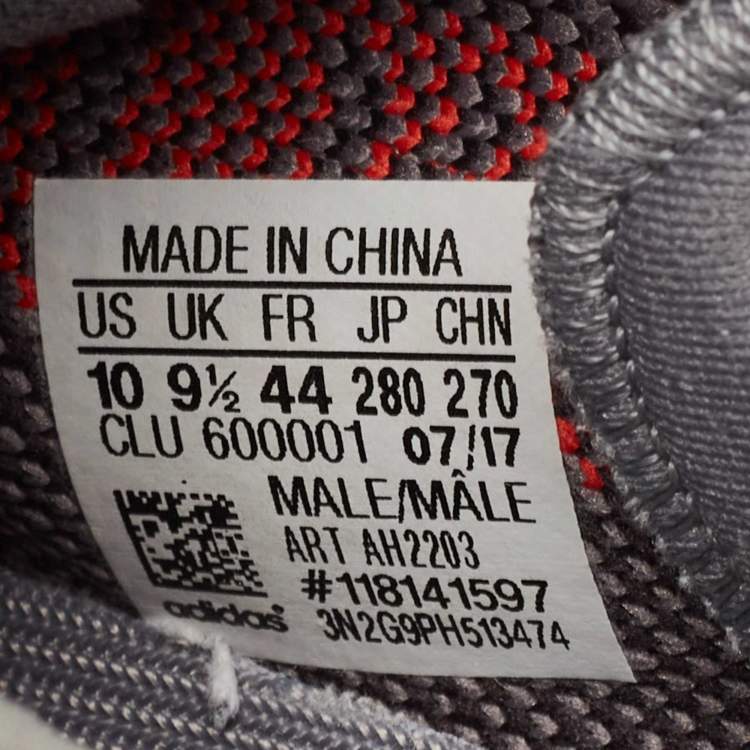 MADE IN CHINA
US UK FR JP CHN
10 9½ 44 280 270
CLU 600001 07/17
MALE/MÂLE
ART AH2203
#118141597
adidas
3N2G9PH513474